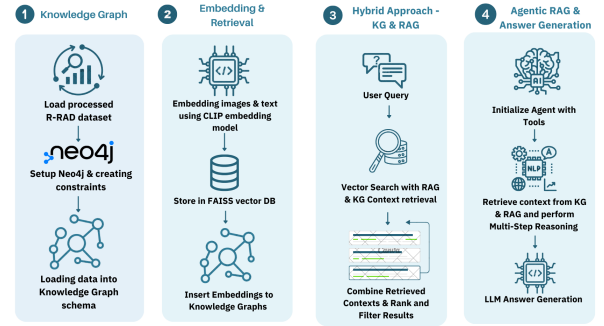 1 Knowledge Graph
Load processed
R-RAD dataset
neo4j
Setup Neo4j & creating
constraints
Loading data into
Knowledge Graph
schema
2 Embedding &
Retrieval
</>
Embedding images & text
using CLIP embedding
model
Store in FAISS vector DB
Insert Embeddings to
Knowledge Graphs
3 Hybrid Approach -
KG & RAG
?
User Query
Vector Search with RAG
& KG Context retrieval
Combine Retrieved
Contexts & Rank and
Filter Results
4 Agentic RAG &
Answer Generation
AI
Initialize Agent with
Tools
A
NLP
Retrieve context from KG
& RAG and perform
Multi-Step Reasoning
</>
LLM Answer Generation